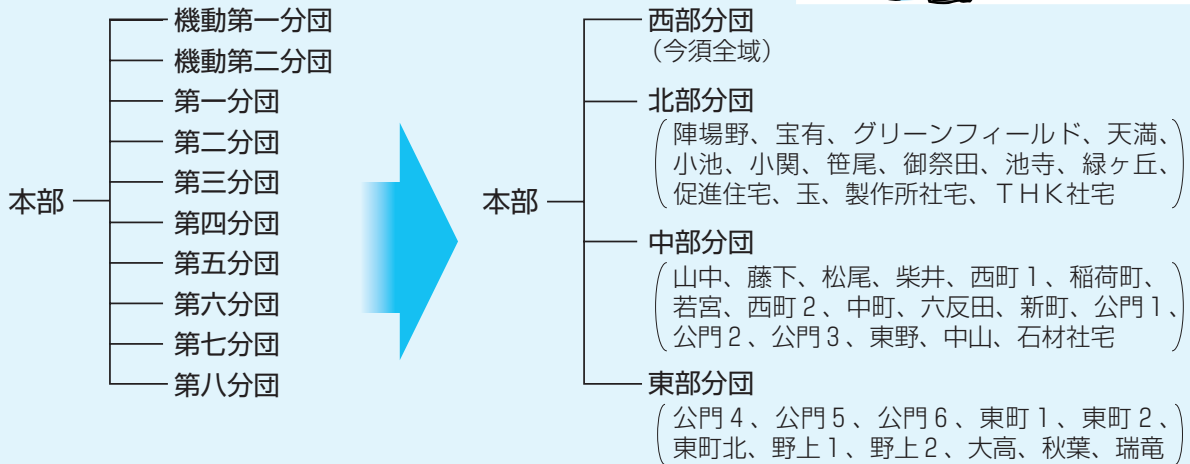 本部
機動第一分団
機動第二分団
第一分団
第二分団
第三分団
第四分団
第五分団
第六分団
第七分団
第八分団
本部
西部分団
(今須全域)
北部分団
(陣場野、宝有、グリーンフィールド、天満、
小池、小関、笹尾、御祭田、池寺、緑ヶ丘、
促進住宅、玉、製作所社宅、ＴＨＫ社宅)
中部分団
(山中、藤下、松尾、柴井、西町１、稲荷町、
若宮、西町２、中町、六反田、新町、公門１、
公門２、公門３、東野、中山、石材社宅)
東部分団
(公門４、公門５、公門６、東町１、東町２、
東町北、野上１、野上２、大高、秋葉、瑞竜)